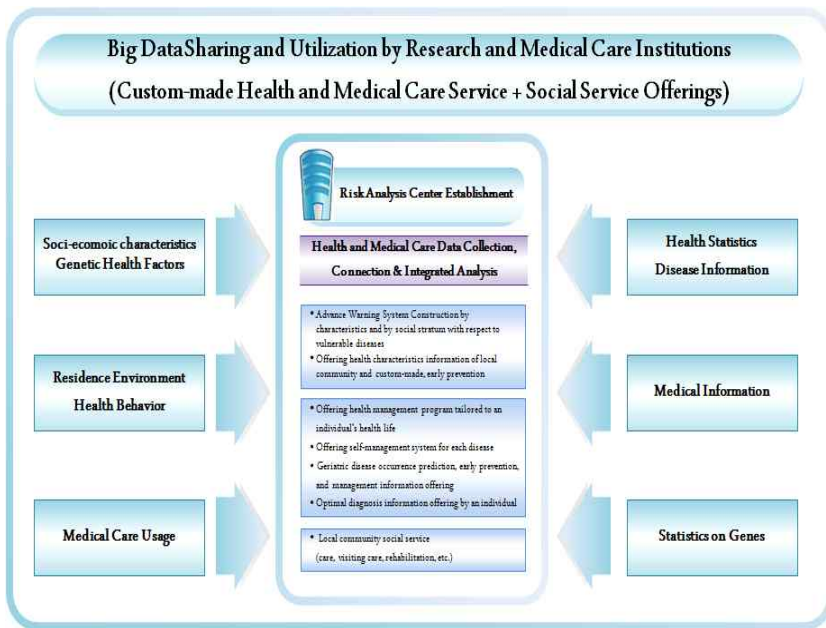 Big Data Sharing and Utilization by Research and Medical Care Institutions
(Custom-made Health and Medical Care Service + Social Service Offerings)
Soci-ecomoic characteristics
Genetic Health Factors
Residence Environment
Health Behavior
Medical Care Usage
Risk Analysis Center Establishment
Health and Medical Care Data Collection,
Connection & Integrated Analysis
• Advance Warning System Construction by
characteristics and by social stratum with respect to
vulnerable diseases
• Offering health characteristics information of local
community and custom-made, early prevention
• Offering health management program tailored to an
individual's health life
• Offering self-management system for each disease
• Geriatric disease occurrence prediction, early prevention,
and management information offering
• Optimal diagnosis information offering by an individual
• Local community social service
(care, visiting care, rehabilitation, etc.)
Health Statistics
Disease Information
Medical Information
Statistics on Genes